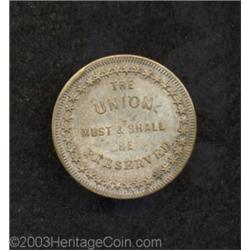 THE
UNION
MUST & SHALL
BE
PRESERVED
©2003HeritageCoin.com